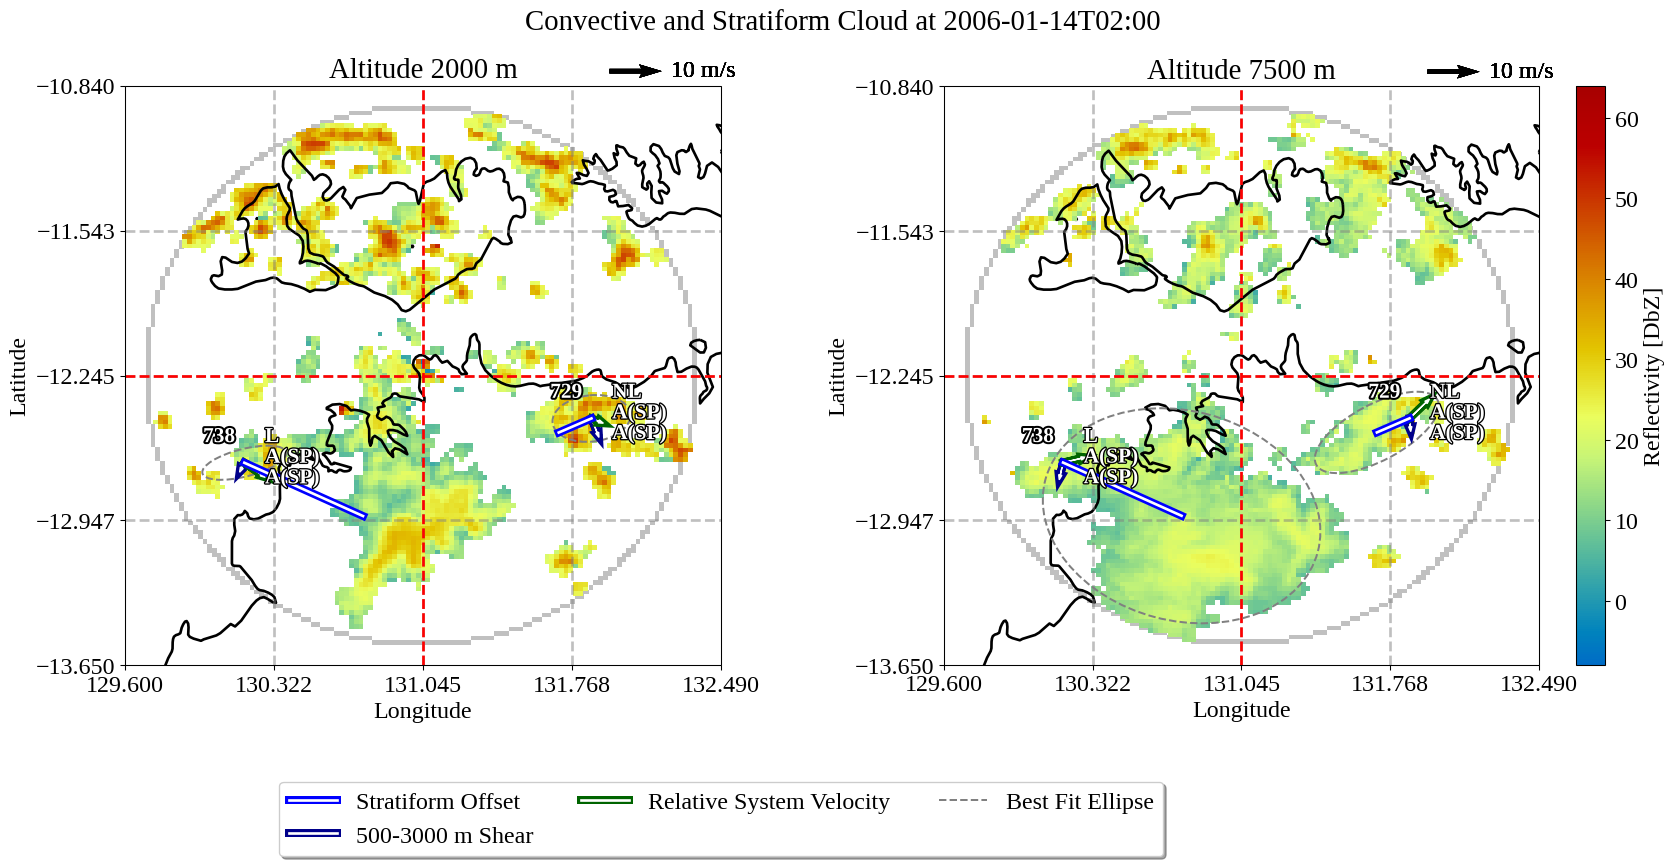 Convective and Stratiform Cloud at 2006-01-14T02:00
Altitude 2000 m
10 m/s
Altitude 7500 m
10 m/s
−10.840
−11.543
−12.245
−12.947
−13.650
Latitude
129.600
130.322
131.045
131.768
132.490
Longitude
729
NL
A(SP)
A(SP)
738
L
A(SP)
A(SP)
−10.840
−11.543
−12.245
−12.947
−13.650
Latitude
129.600
130.322
131.045
131.768
132.490
Longitude
729
NL
A(SP)
A(SP)
738
L
A(SP)
A(SP)
60
50
40
30
20
10
0
Reflectivity [DbZ]
Stratiform Offset
500-3000 m Shear
Relative System Velocity
Best Fit Ellipse